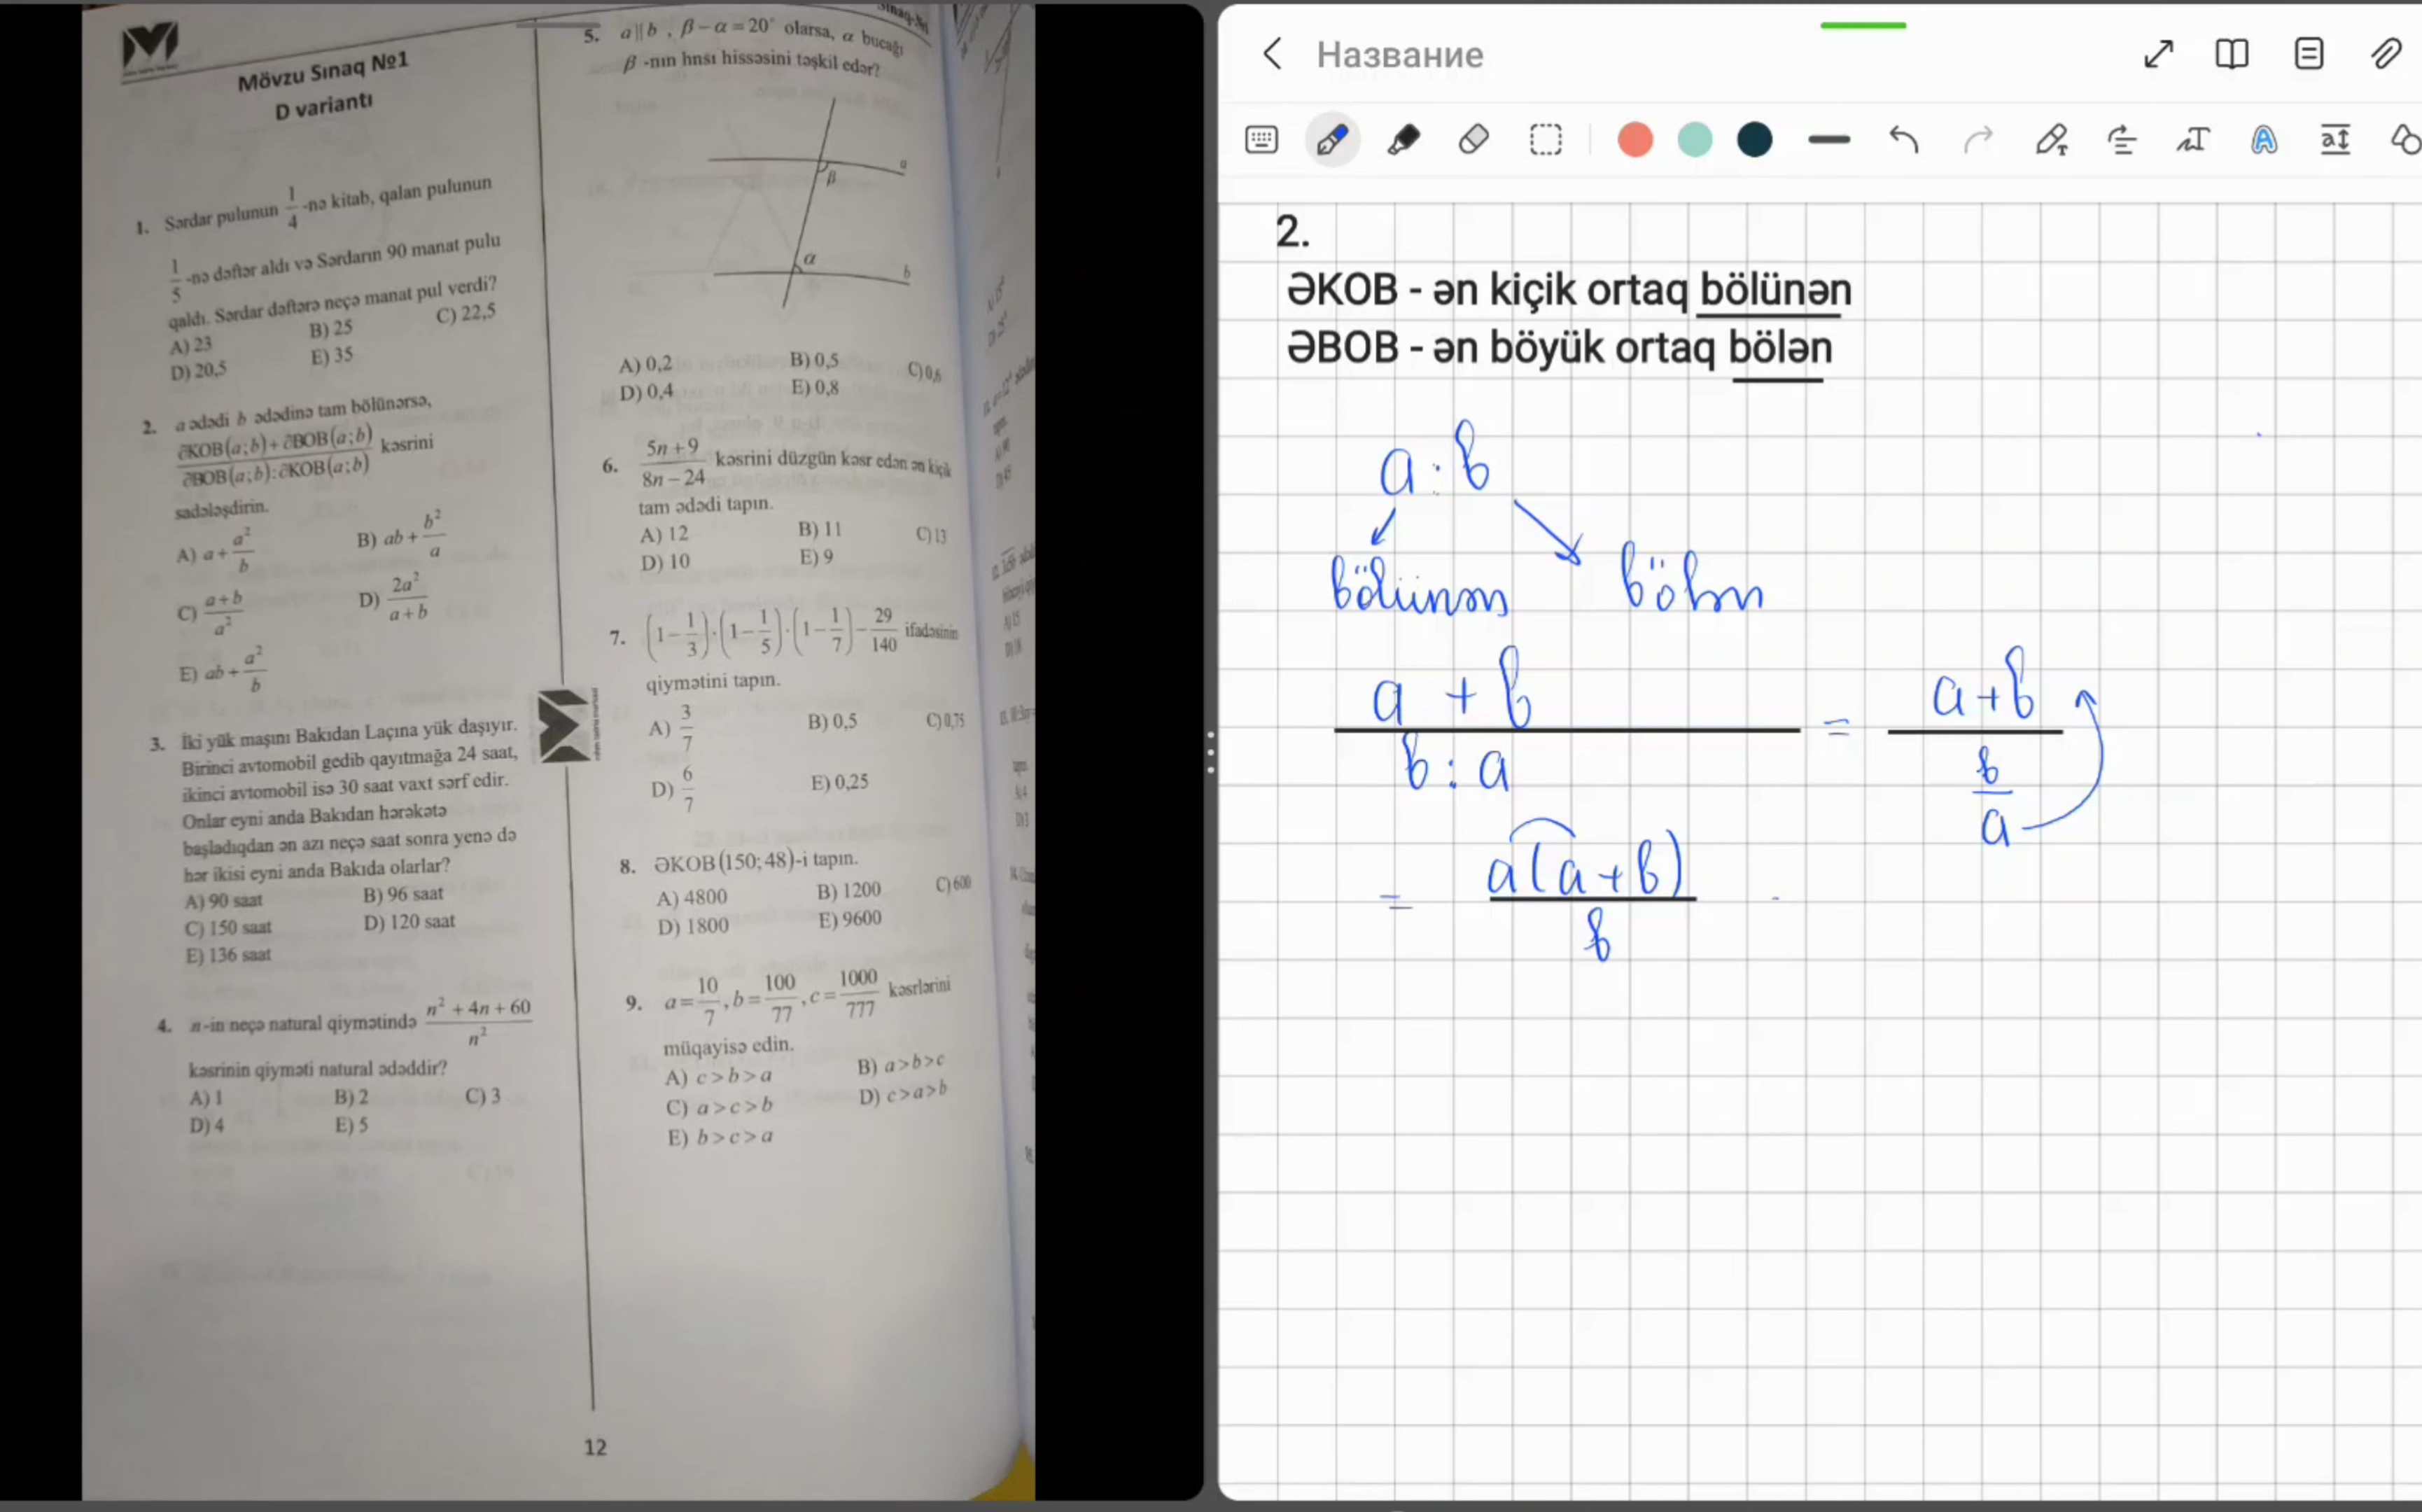 Mövzu Sınaq №1
D variantı
1. Sərdar pulunun 1/4 -nə kitab, qalan pulunun
1/5 -nə dəftər aldı və Sərdarın 90 manat pulu
qaldı. Sərdar dəftərə neçə manat pul verdi?
A) 23 B) 25 C) 22,5
D) 20,5 E) 35
2. a ədədi b ədədinə tam bölünərsə,
(ƏKOB(a;b)+ƏBOB(a;b))/(ƏBOB(a;b):ƏKOB(a;b)) kəsrini
sadələşdirin.
A) a + a²/b B) ab + b²/a
C) (a+b)/a² D) 2a²/(a+b)
E) ab + a²/b
3. İki yük maşını Bakıdan Laçına yük daşıyır.
Birinci avtomobil gedib qayıtmağa 24 saat,
ikinci avtomobil isə 30 saat vaxt sərf edir.
Onlar eyni anda Bakıdan hərəkətə
başladıqdan ən azı neçə saat sonra yenə də
hər ikisi eyni anda Bakıda olarlar?
A) 90 saat B) 96 saat
C) 150 saat D) 120 saat
E) 136 saat
4. n-in neçə natural qiymətində (n² + 4n + 60)/n²
kəsrinin qiyməti natural ədəddir?
A) 1 B) 2 C) 3
D) 4 E) 5
5. a || b , β − α = 20° olarsa, α bucağı
β -nın hnsı hissəsini təşkil edər?
a
β
α
b
A) 0,2 B) 0,5 C) 0,6
D) 0,4 E) 0,8
6. (5n + 9)/(8n − 24) kəsrini düzgün kəsr edən ən kiçik
tam ədədi tapın.
A) 12 B) 11 C) 13
D) 10 E) 9
7. (1 − 1/3)·(1 − 1/5)·(1 − 1/7) − 29/140 ifadəsinin
qiymətini tapın.
A) 3/7 B) 0,5 C) 0,75
D) 6/7 E) 0,25
8. ƏKOB(150; 48)-i tapın.
A) 4800 B) 1200 C) 600
D) 1800 E) 9600
9. a = 10/7, b = 100/77, c = 1000/777 kəsrlərini
müqayisə edin.
A) c > b > a B) a > b > c
C) a > c > b D) c > a > b
E) b > c > a
12
Название
2.
ƏKOB - ən kiçik ortaq bölünən
ƏBOB - ən böyük ortaq bölən
a : b
bölünən bölən
(a + b)/(b : a) = (a+b)/(b/a)
= a(a+b)/b